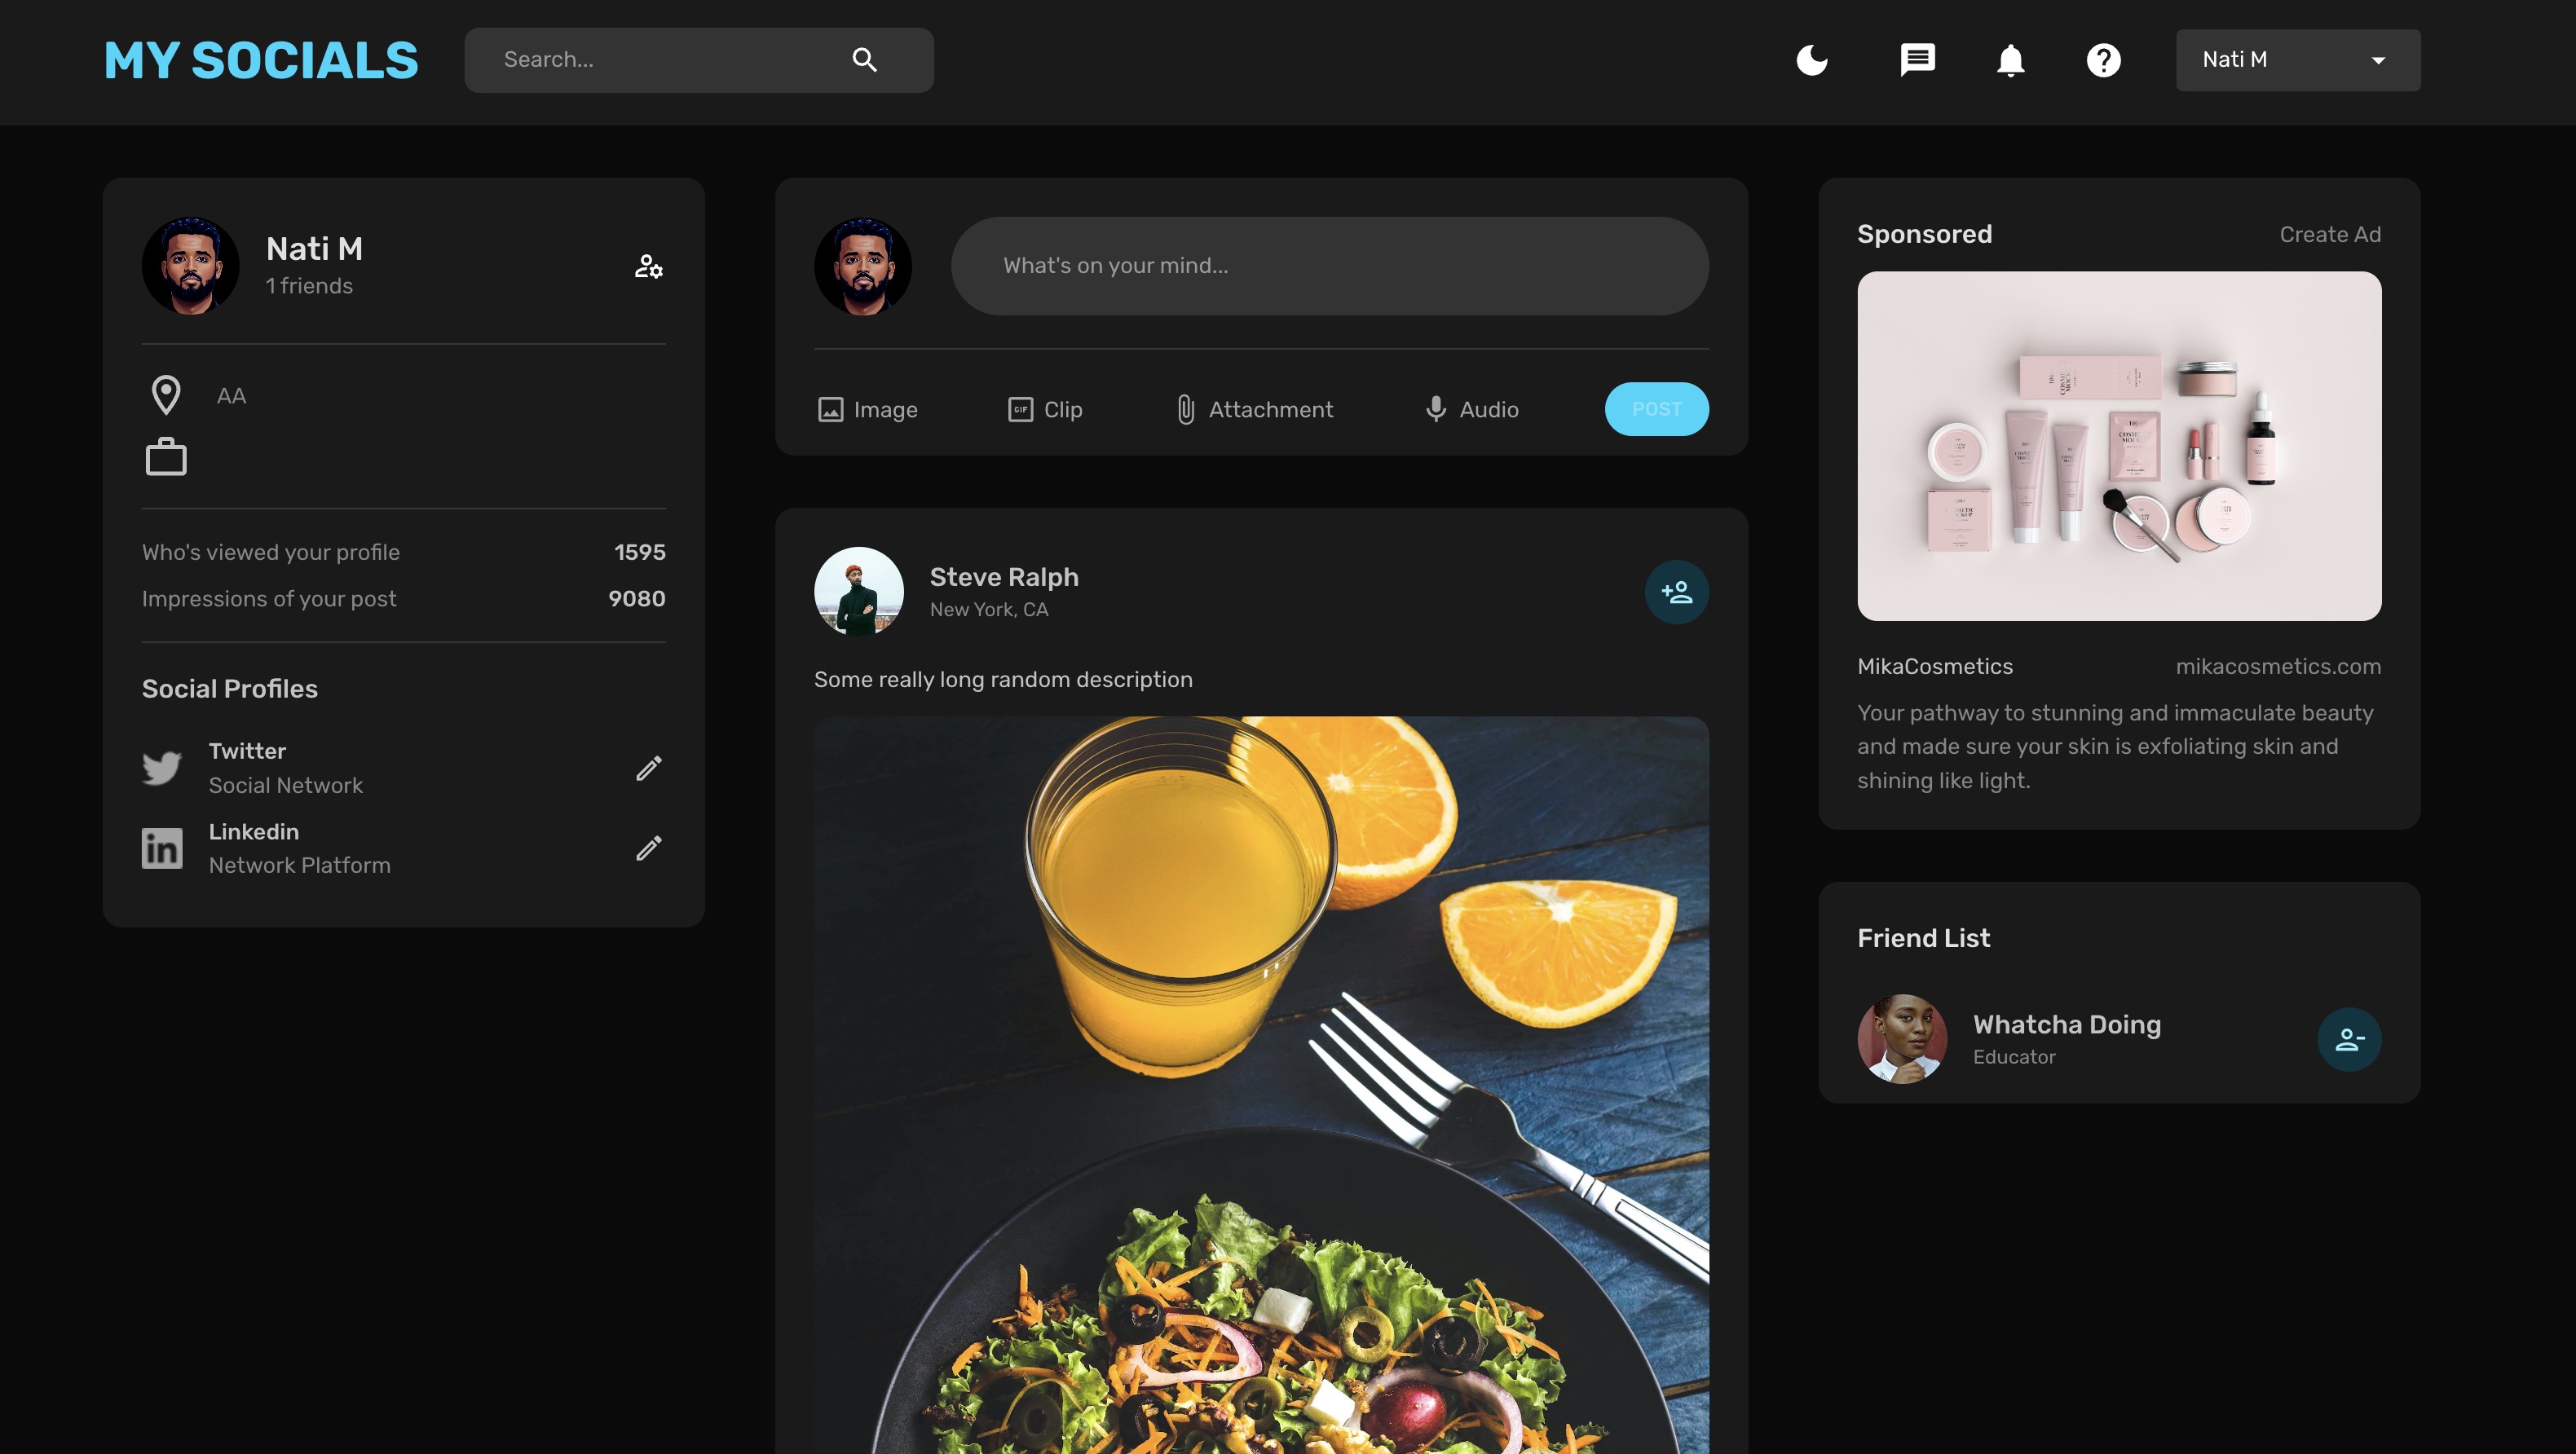 MY SOCIALS
Search...
Nati M
Nati M
1 friends
AA
Who's viewed your profile 1595
Impressions of your post 9080
Social Profiles
Twitter
Social Network
Linkedin
Network Platform
What's on your mind...
Image
GIF Clip
Attachment
Audio
POST
Steve Ralph
New York, CA
Some really long random description
Sponsored Create Ad
MikaCosmetics mikacosmetics.com
Your pathway to stunning and immaculate beauty
and made sure your skin is exfoliating skin and
shining like light.
Friend List
Whatcha Doing
Educator